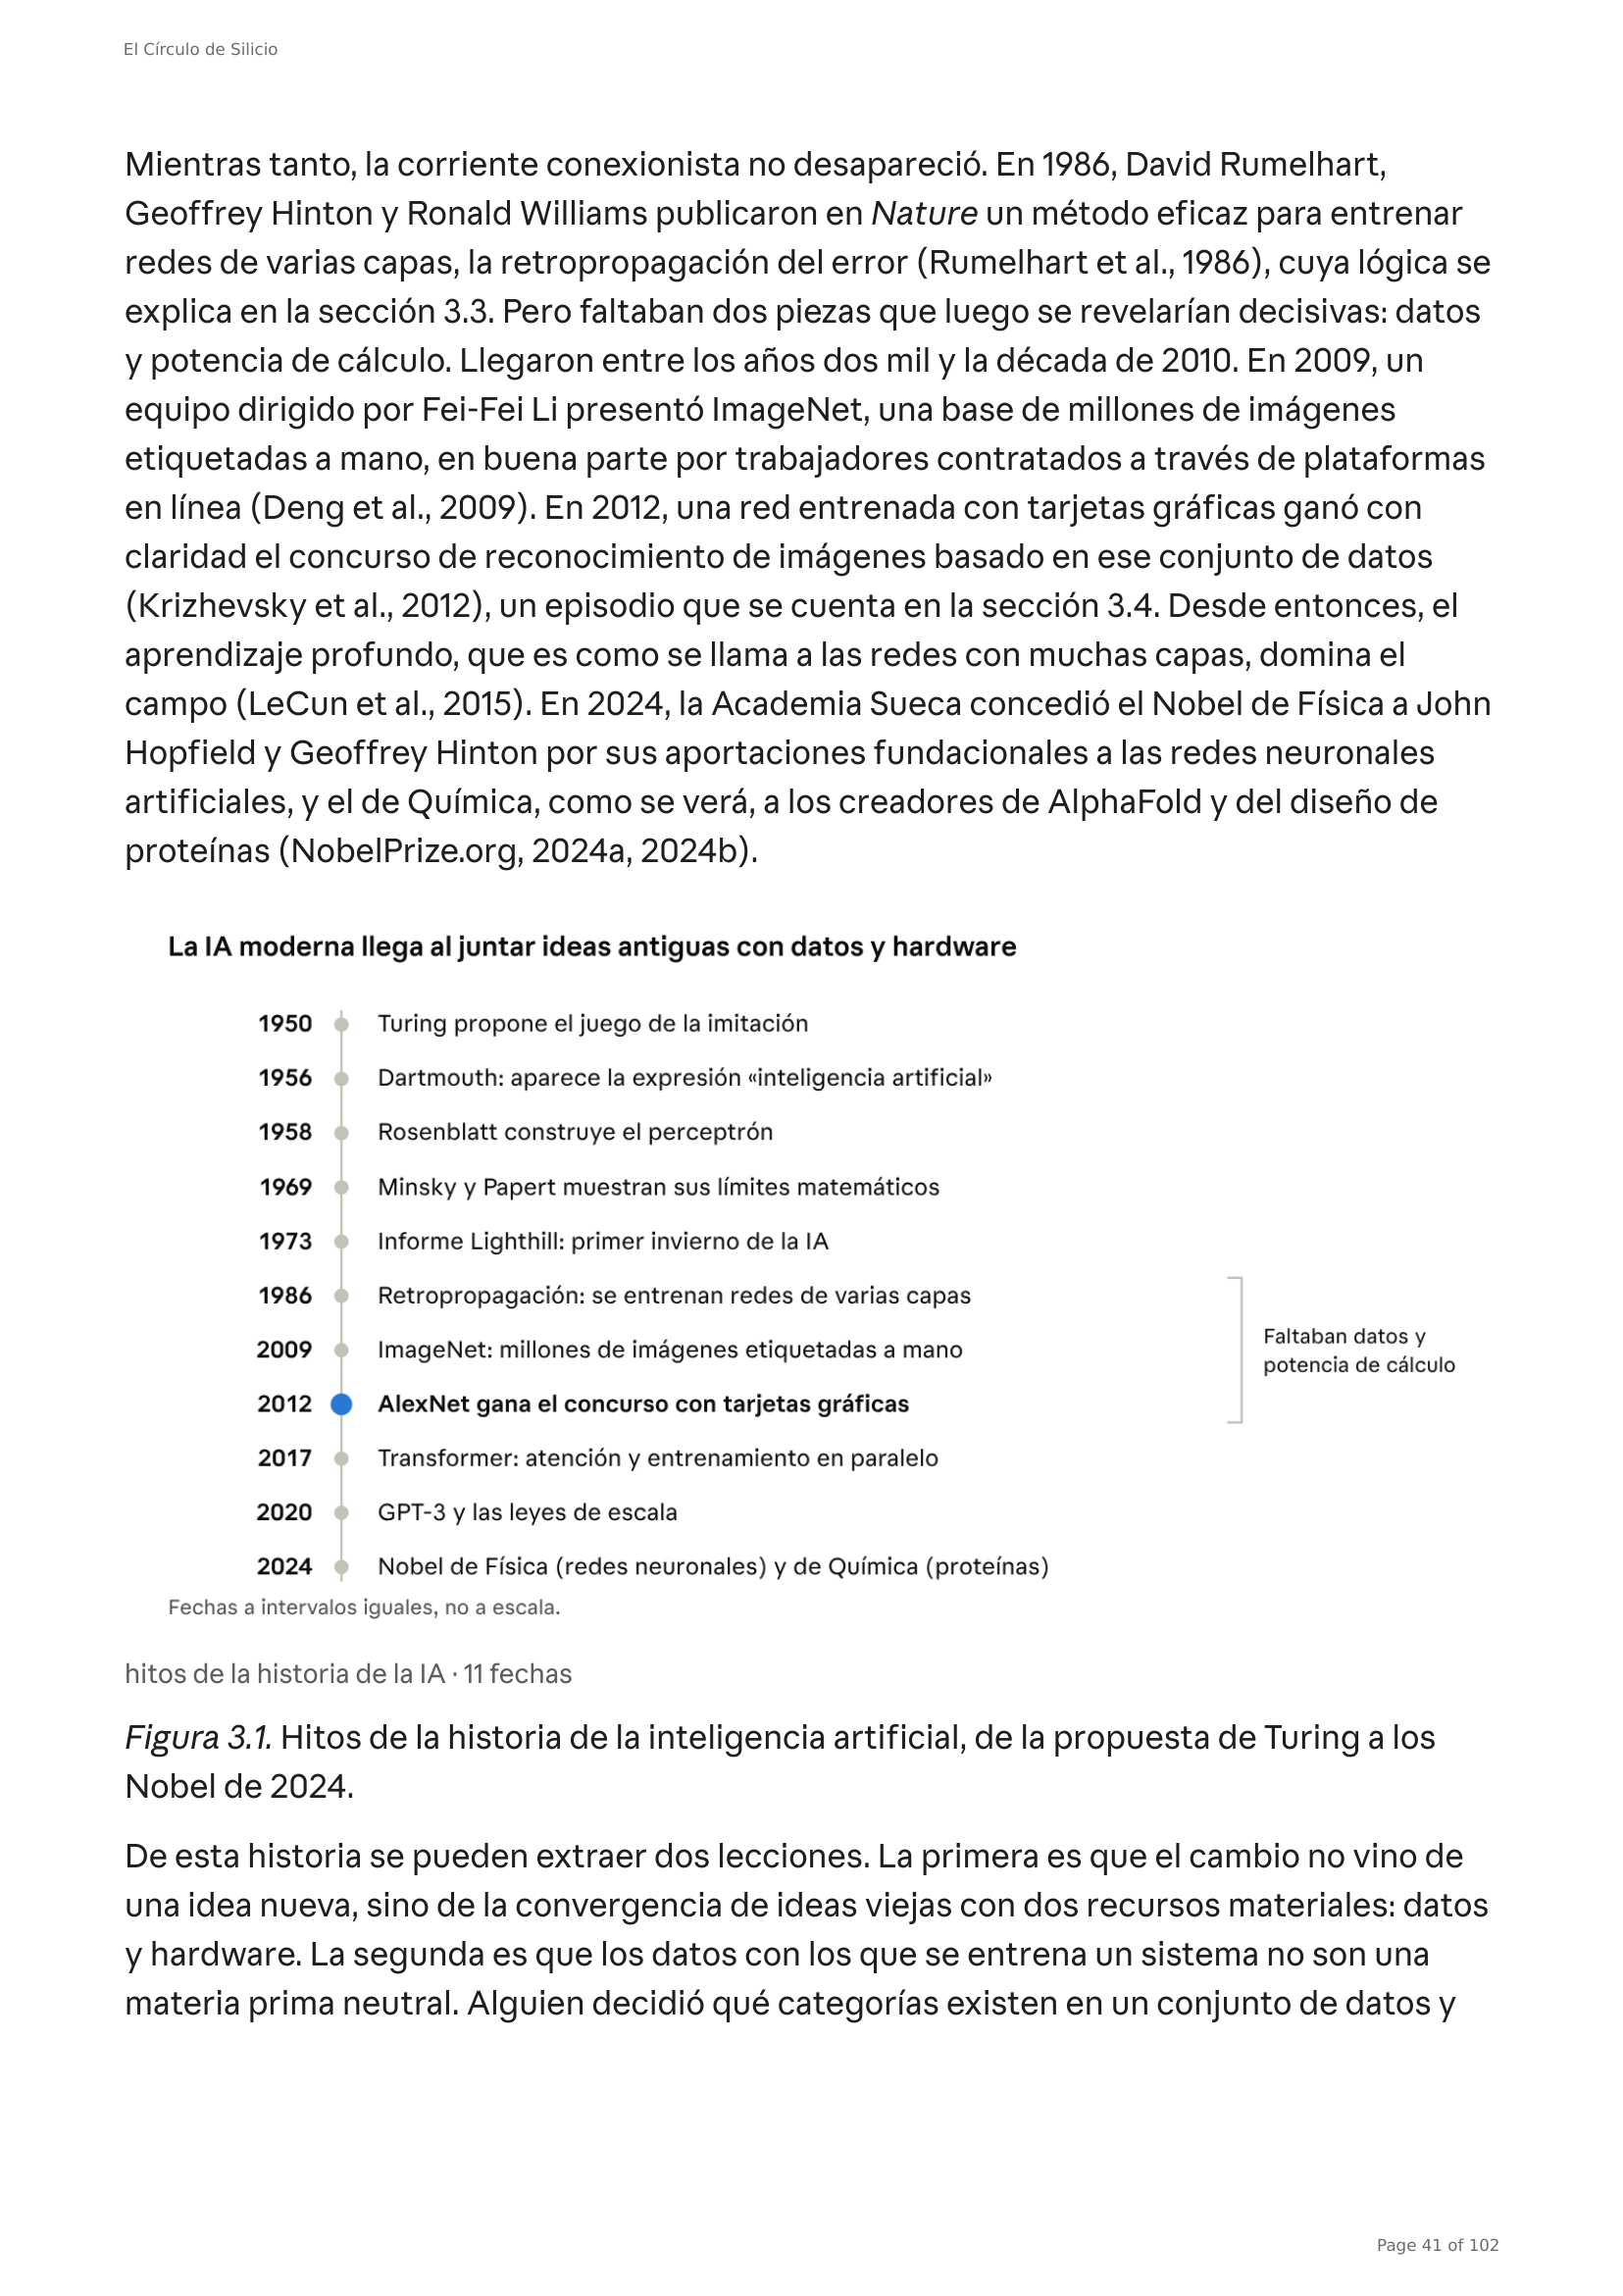 El Círculo de Silicio
Mientras tanto, la corriente conexionista no desapareció. En 1986, David Rumelhart,
Geoffrey Hinton y Ronald Williams publicaron en Nature un método eficaz para entrenar
redes de varias capas, la retropropagación del error (Rumelhart et al., 1986), cuya lógica se
explica en la sección 3.3. Pero faltaban dos piezas que luego se revelarían decisivas: datos
y potencia de cálculo. Llegaron entre los años dos mil y la década de 2010. En 2009, un
equipo dirigido por Fei-Fei Li presentó ImageNet, una base de millones de imágenes
etiquetadas a mano, en buena parte por trabajadores contratados a través de plataformas
en línea (Deng et al., 2009). En 2012, una red entrenada con tarjetas gráficas ganó con
claridad el concurso de reconocimiento de imágenes basado en ese conjunto de datos
(Krizhevsky et al., 2012), un episodio que se cuenta en la sección 3.4. Desde entonces, el
aprendizaje profundo, que es como se llama a las redes con muchas capas, domina el
campo (LeCun et al., 2015). En 2024, la Academia Sueca concedió el Nobel de Física a John
Hopfield y Geoffrey Hinton por sus aportaciones fundacionales a las redes neuronales
artificiales, y el de Química, como se verá, a los creadores de AlphaFold y del diseño de
proteínas (NobelPrize.org, 2024a, 2024b).
La IA moderna llega al juntar ideas antiguas con datos y hardware
1950 Turing propone el juego de la imitación
1956 Dartmouth: aparece la expresión «inteligencia artificial»
1958 Rosenblatt construye el perceptrón
1969 Minsky y Papert muestran sus límites matemáticos
1973 Informe Lighthill: primer invierno de la IA
1986 Retropropagación: se entrenan redes de varias capas
2009 ImageNet: millones de imágenes etiquetadas a mano
2012 AlexNet gana el concurso con tarjetas gráficas
2017 Transformer: atención y entrenamiento en paralelo
2020 GPT-3 y las leyes de escala
2024 Nobel de Física (redes neuronales) y de Química (proteínas)
Faltaban datos y
potencia de cálculo
Fechas a intervalos iguales, no a escala.
hitos de la historia de la IA · 11 fechas
Figura 3.1. Hitos de la historia de la inteligencia artificial, de la propuesta de Turing a los
Nobel de 2024.
De esta historia se pueden extraer dos lecciones. La primera es que el cambio no vino de
una idea nueva, sino de la convergencia de ideas viejas con dos recursos materiales: datos
y hardware. La segunda es que los datos con los que se entrena un sistema no son una
materia prima neutral. Alguien decidió qué categorías existen en un conjunto de datos y
Page 41 of 102